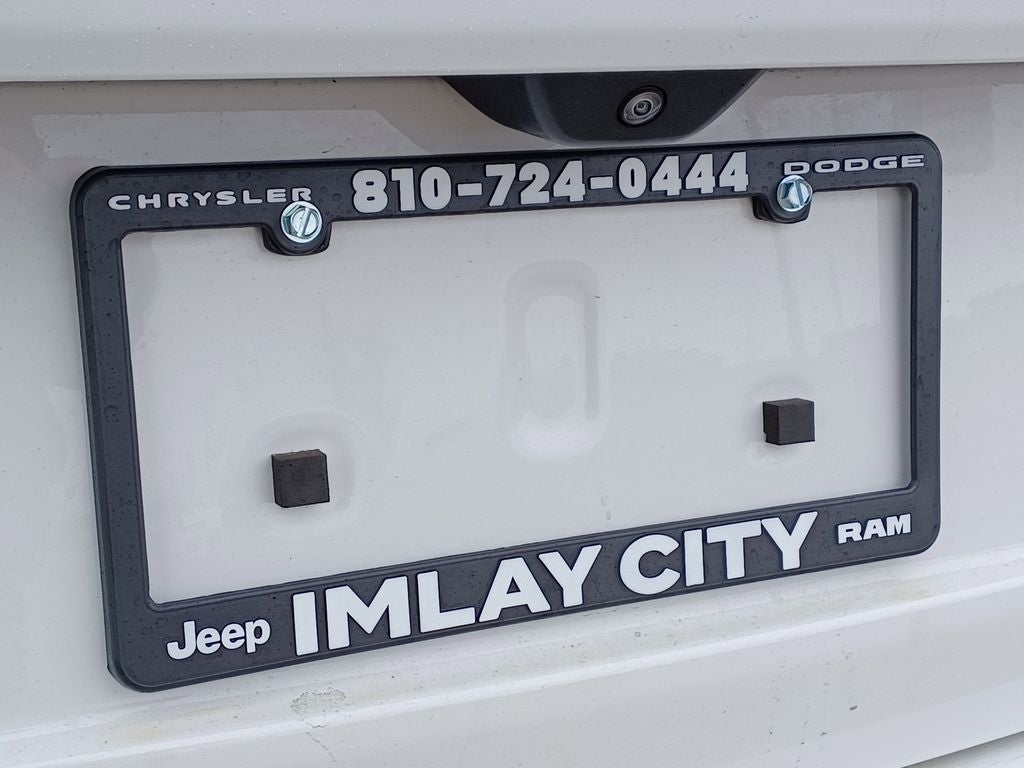 CHRYSLER 810-724-0444 DODGE
Jeep IMLAY CITY RAM